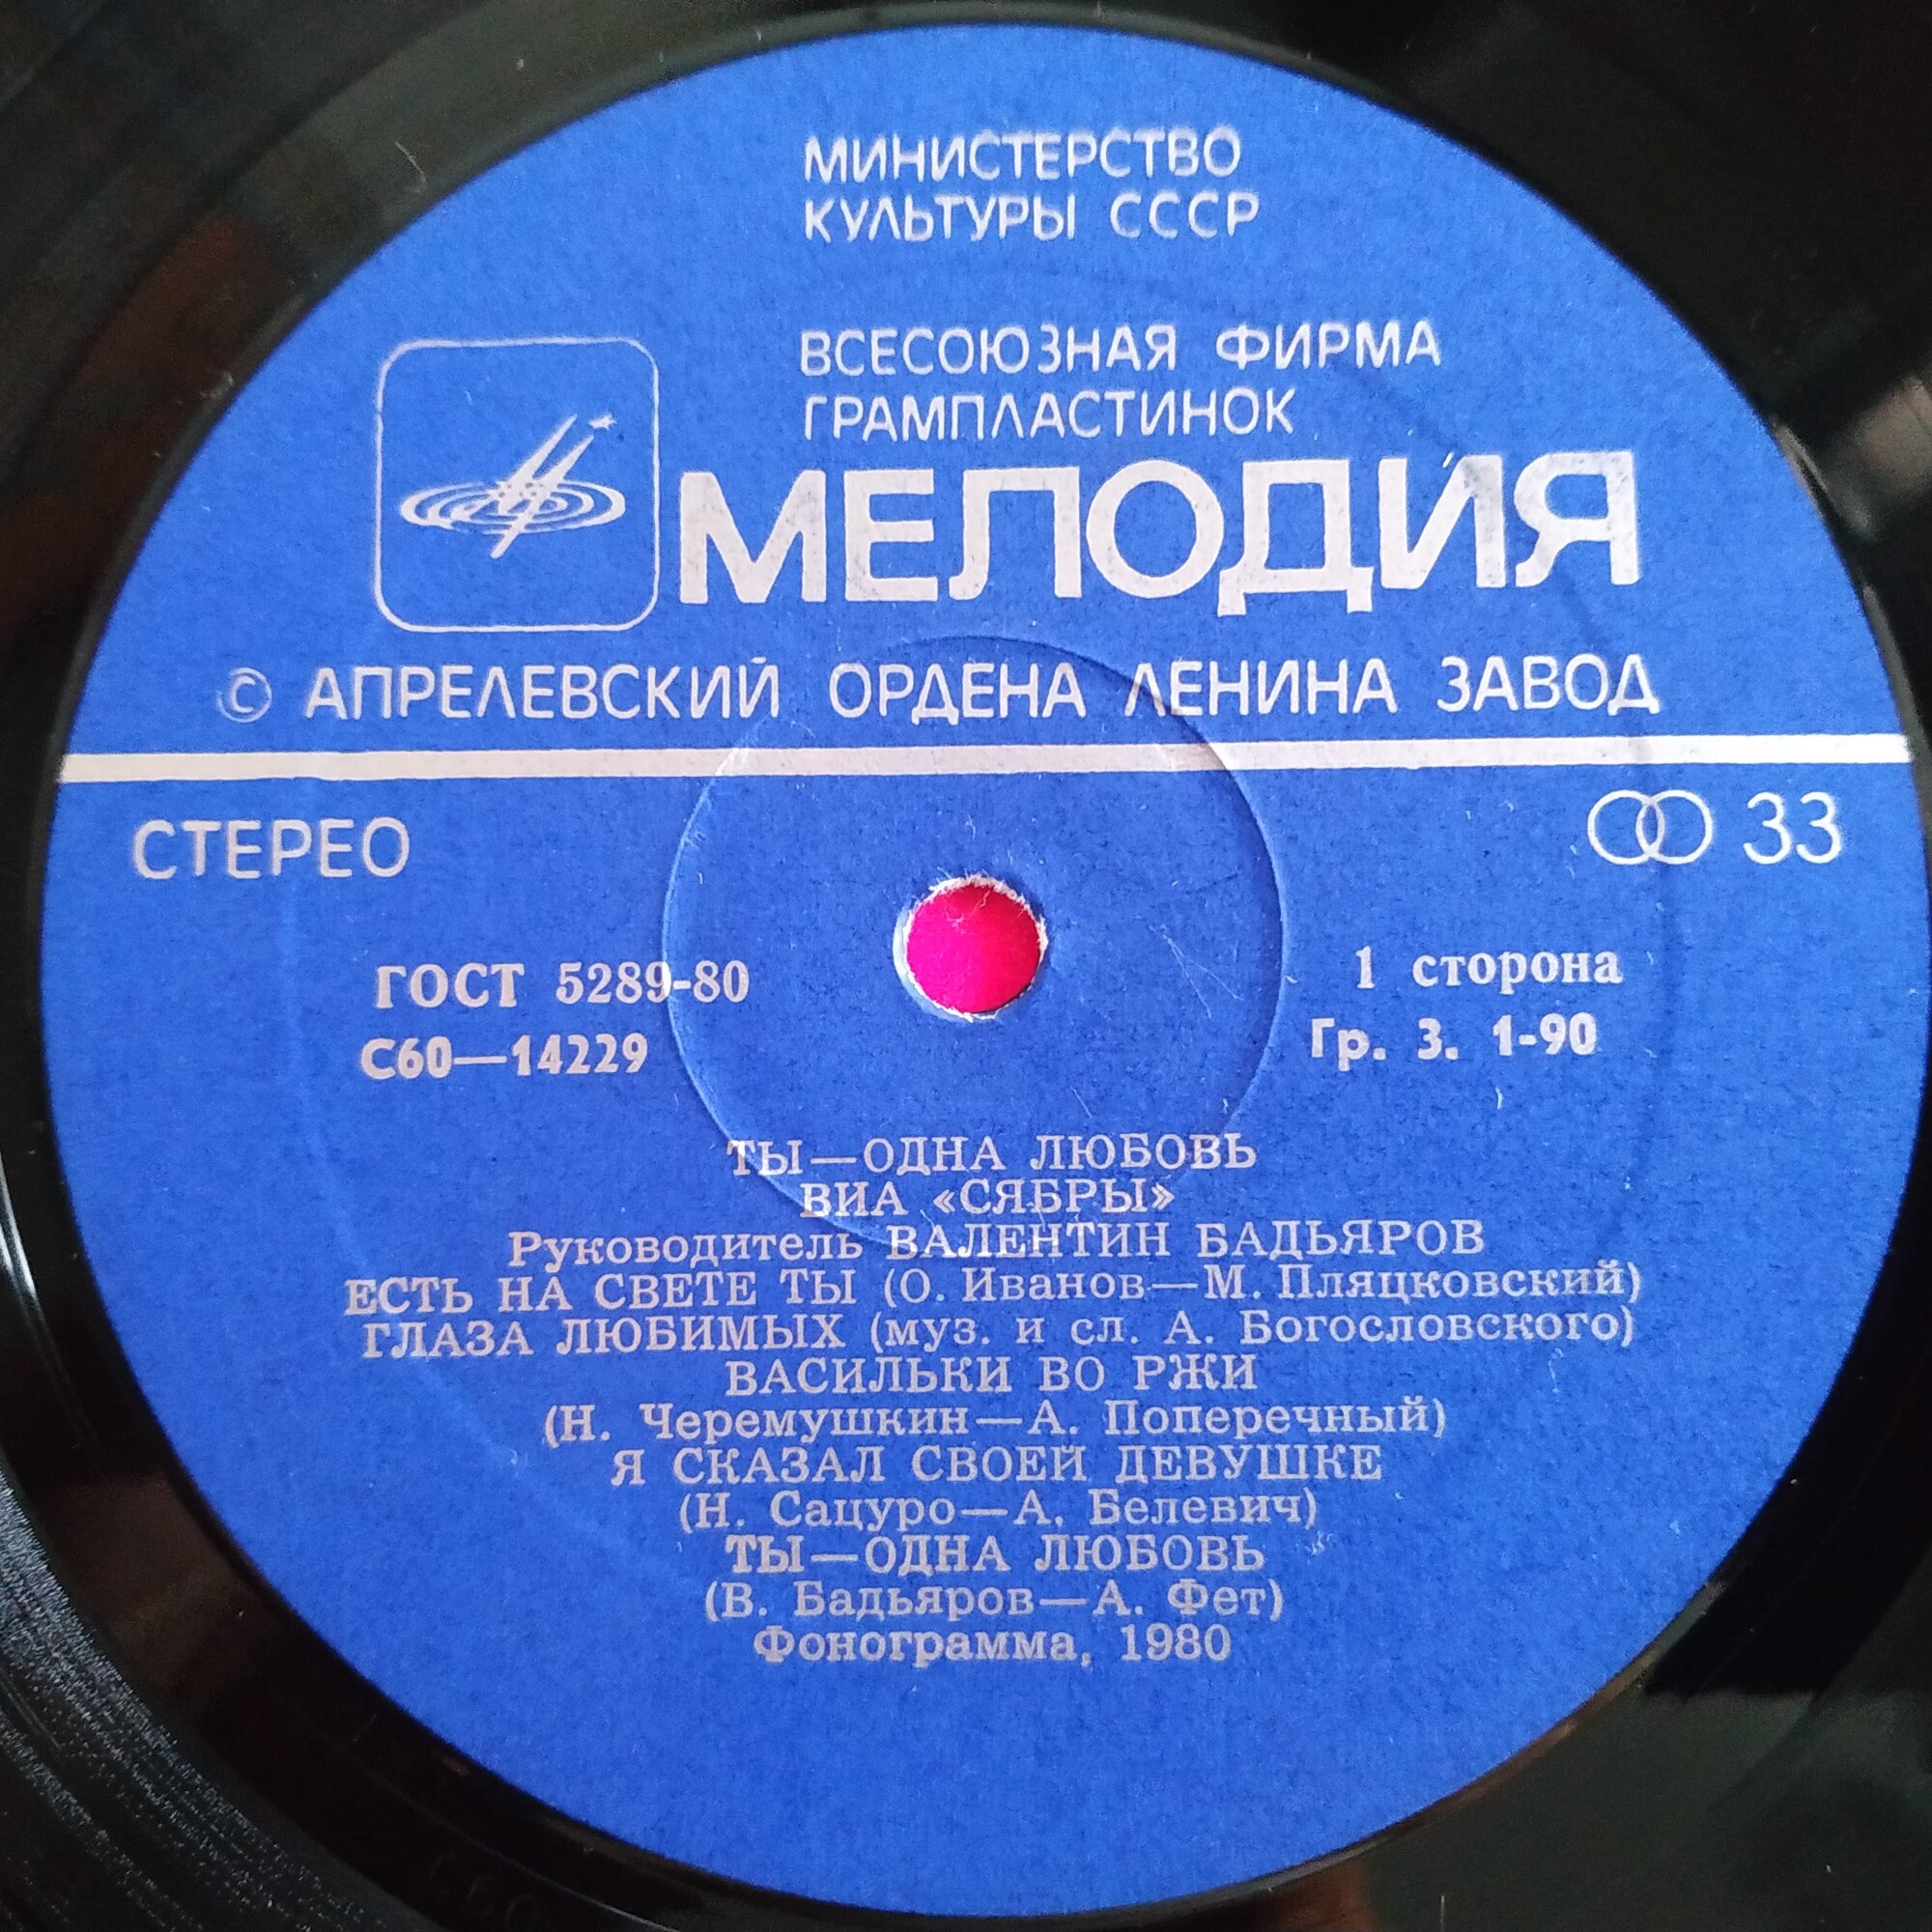 МИНИСТЕРСТВО
КУЛЬТУРЫ СССР
ВСЕСОЮЗНАЯ ФИРМА
ГРАМПЛАСТИНОК
МЕЛОДИЯ
© АПРЕЛЕВСКИЙ ОРДЕНА ЛЕНИНА ЗАВОД
СТЕРЕО
33
ГОСТ 5289-80
1 сторона
С60—14229
Гр. 3. 1-90
ТЫ—ОДНА ЛЮБОВЬ
ВИА «СЯБРЫ»
Руководитель ВАЛЕНТИН БАДЬЯРОВ
ЕСТЬ НА СВЕТЕ ТЫ (О. Иванов—М. Пляцковский)
ГЛАЗА ЛЮБИМЫХ (муз. и сл. А. Богословского)
ВАСИЛЬКИ ВО РЖИ
(Н. Черемушкин—А. Поперечный)
Я СКАЗАЛ СВОЕЙ ДЕВУШКЕ
(Н. Сацуро—А. Белевич)
ТЫ—ОДНА ЛЮБОВЬ
(В. Бадьяров—А. Фет)
Фонограмма, 1980